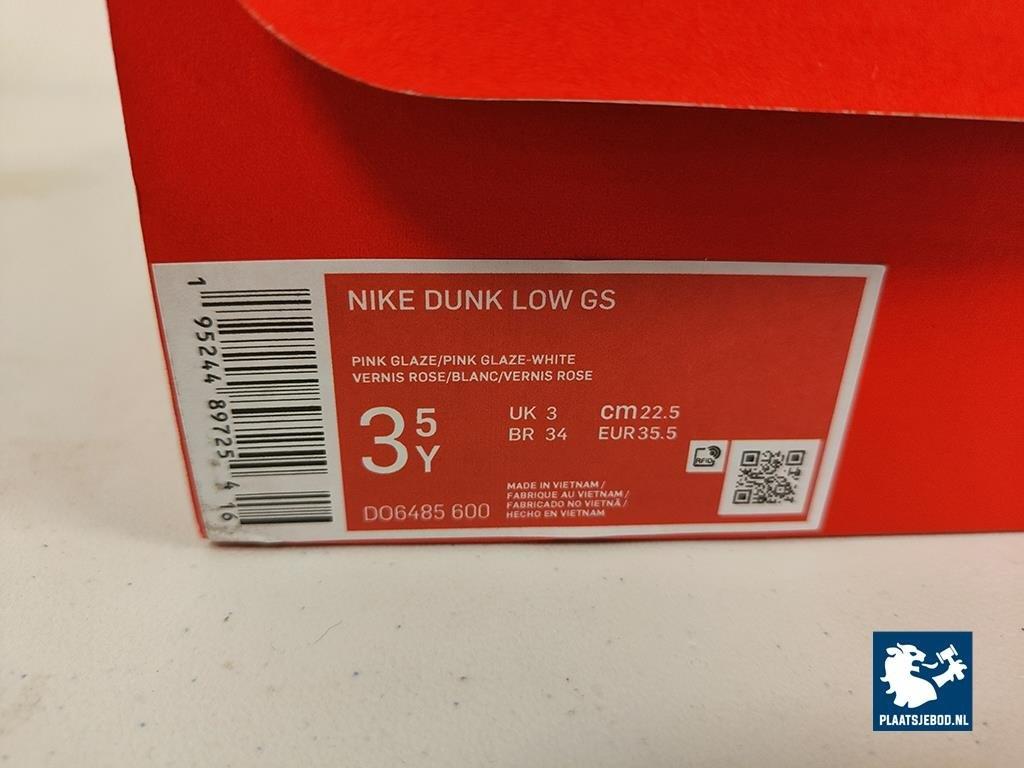 NIKE DUNK LOW GS
PINK GLAZE/PINK GLAZE-WHITE
VERNIS ROSE/BLANC/VERNIS ROSE
3 5 Y
UK 3 cm 22.5
BR 34 EUR 35.5
RFID
MADE IN VIETNAM /
FABRIQUE AU VIETNAM /
FABRICADO NO VIETNÃ /
HECHO EN VIETNAM
DO6485 600
1 95244 89725 4 16
PLAATSJEBOD.NL